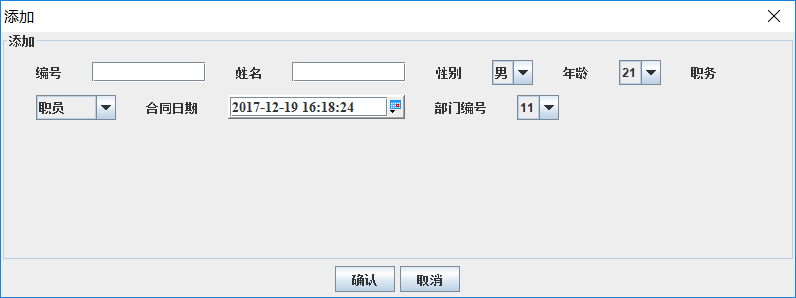 添加
添加
编号 姓名 性别 男 年龄 21 职务
职员 合同日期 2017-12-19 16:18:24 部门编号 11
确认 取消